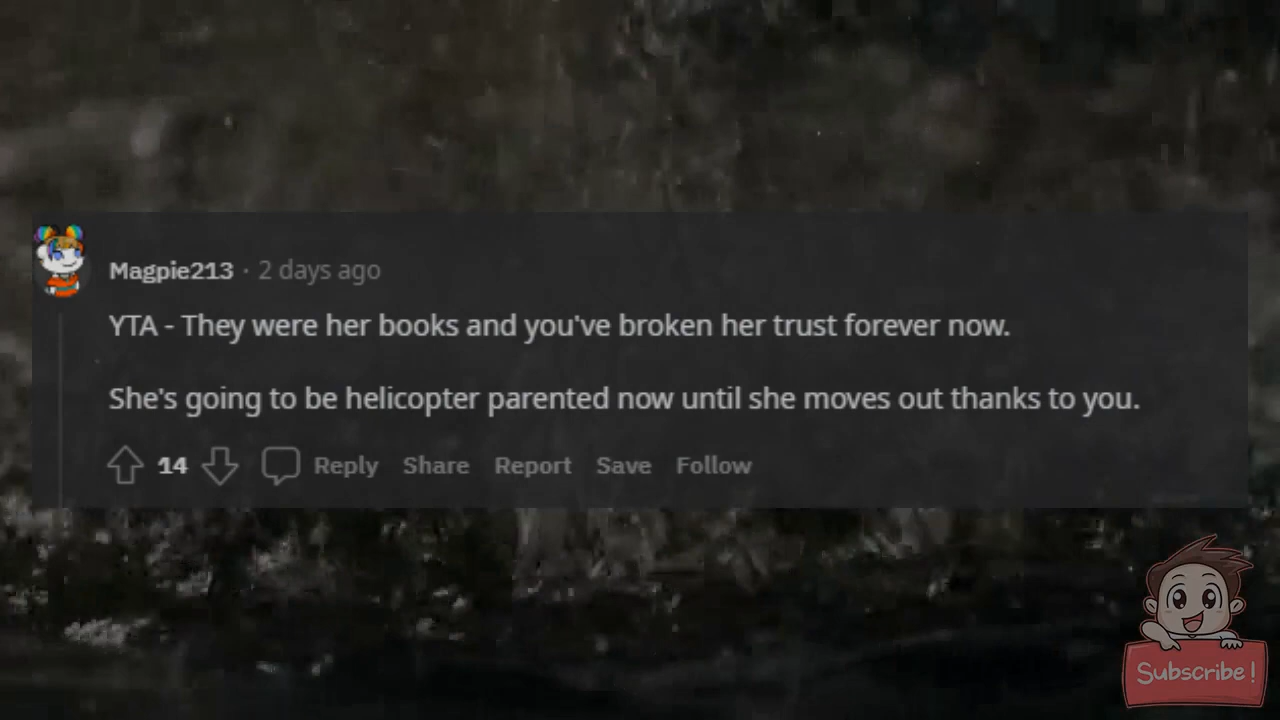 Magpie213 · 2 days ago
YTA - They were her books and you've broken her trust forever now.
She's going to be helicopter parented now until she moves out thanks to you.
14 Reply Share Report Save Follow
Subscribe!